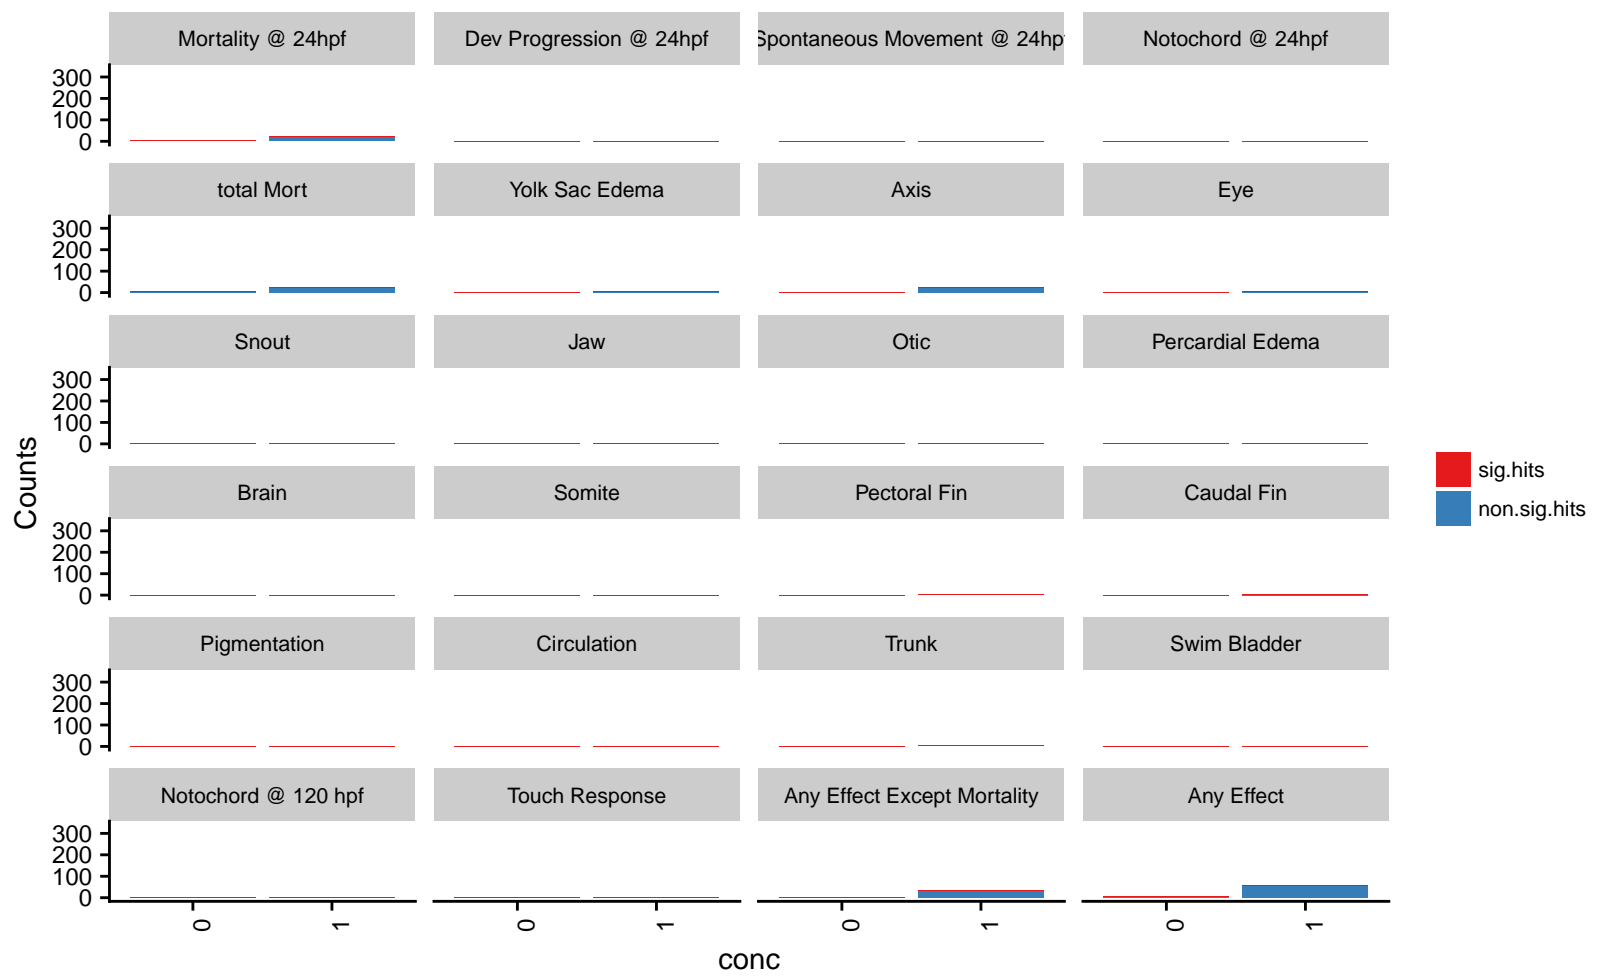 Mortality @ 24hpf
Dev Progression @ 24hpf
Spontaneous Movement @ 24hpf
Notochord @ 24hpf
300
200
100
0
total Mort
Yolk Sac Edema
Axis
Eye
300
200
100
0
Snout
Jaw
Otic
Percardial Edema
300
200
100
0
Brain
Somite
Pectoral Fin
Caudal Fin
300
200
100
0
Pigmentation
Circulation
Trunk
Swim Bladder
300
200
100
0
Notochord @ 120 hpf
Touch Response
Any Effect Except Mortality
Any Effect
300
200
100
0
0
1
0
1
0
1
0
1
conc
Counts
sig.hits
non.sig.hits